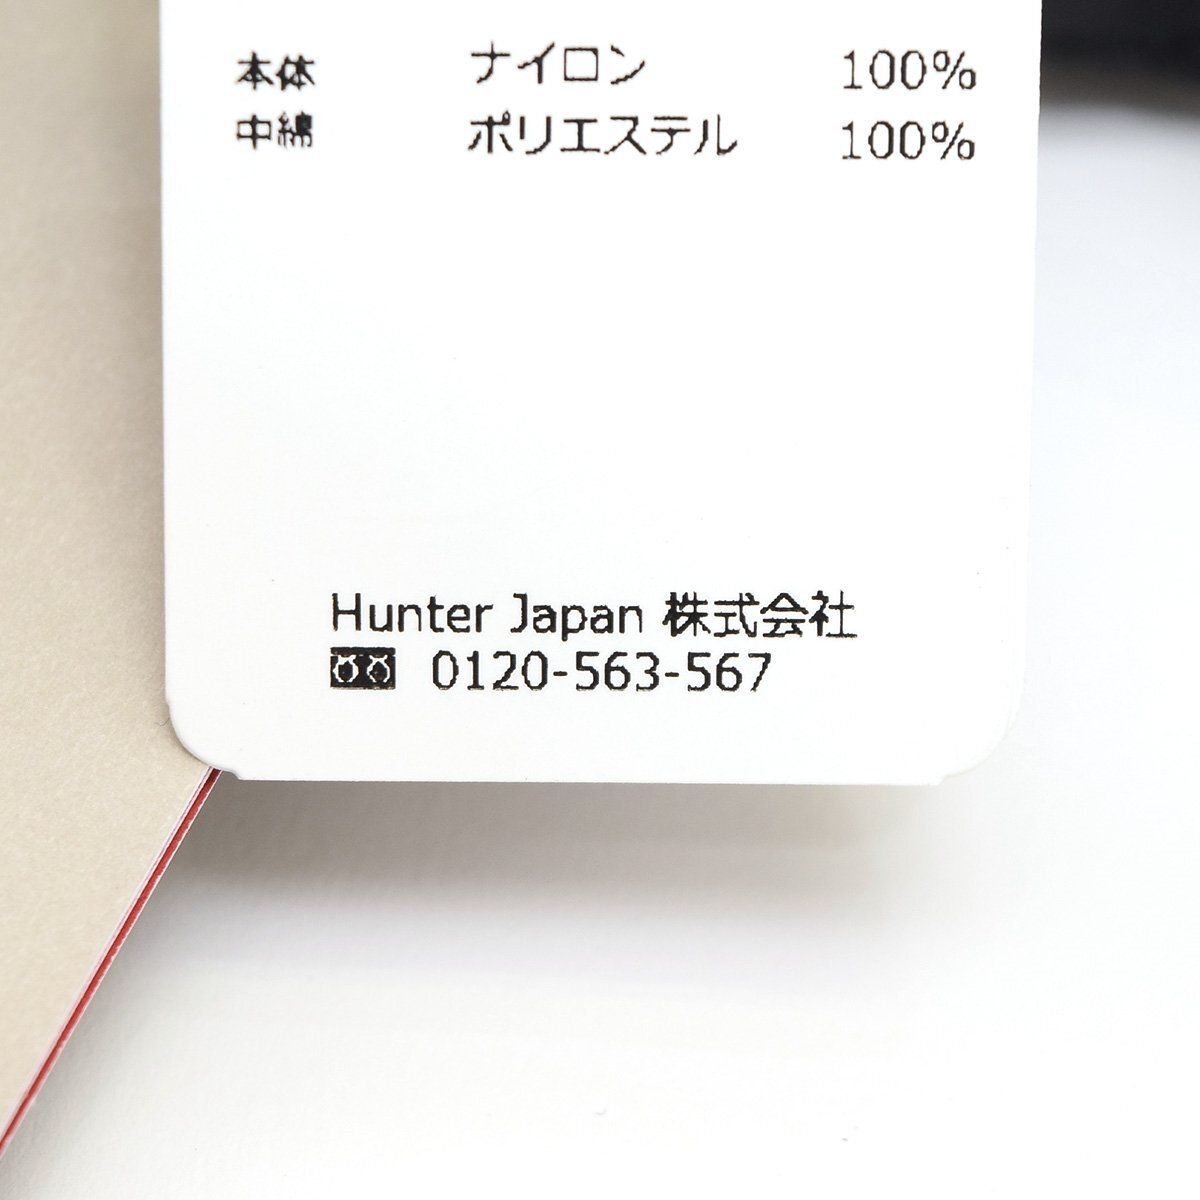 本体 ナイロン 100%
中綿 ポリエステル 100%
Hunter Japan 株式会社
0120-563-567